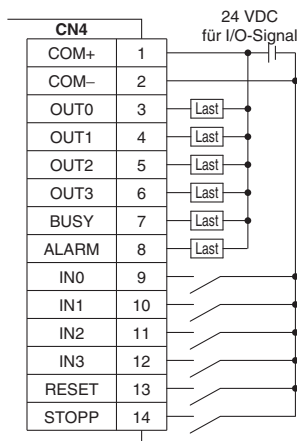 24 VDC
für I/O-Signal
CN4
COM+ 1
COM– 2
OUT0 3 Last
OUT1 4 Last
OUT2 5 Last
OUT3 6 Last
BUSY 7 Last
ALARM 8 Last
IN0 9
IN1 10
IN2 11
IN3 12
RESET 13
STOPP 14